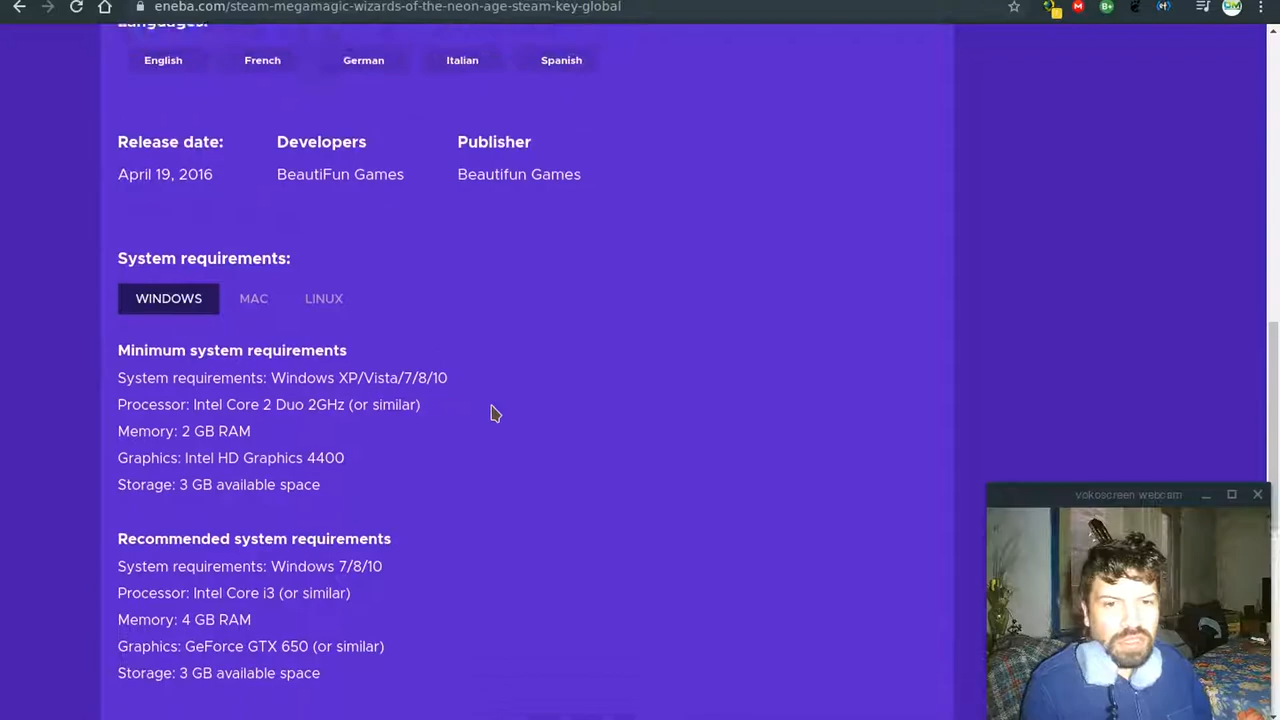 eneba.com/steam-megamagic-wizards-of-the-neon-age-steam-key-global
Languages:
English French German Italian Spanish
Release date: Developers Publisher
April 19, 2016 BeautiFun Games Beautifun Games
System requirements:
WINDOWS MAC LINUX
Minimum system requirements
System requirements: Windows XP/Vista/7/8/10
Processor: Intel Core 2 Duo 2GHz (or similar)
Memory: 2 GB RAM
Graphics: Intel HD Graphics 4400
Storage: 3 GB available space
vokoscreen webcam
Recommended system requirements
System requirements: Windows 7/8/10
Processor: Intel Core i3 (or similar)
Memory: 4 GB RAM
Graphics: GeForce GTX 650 (or similar)
Storage: 3 GB available space